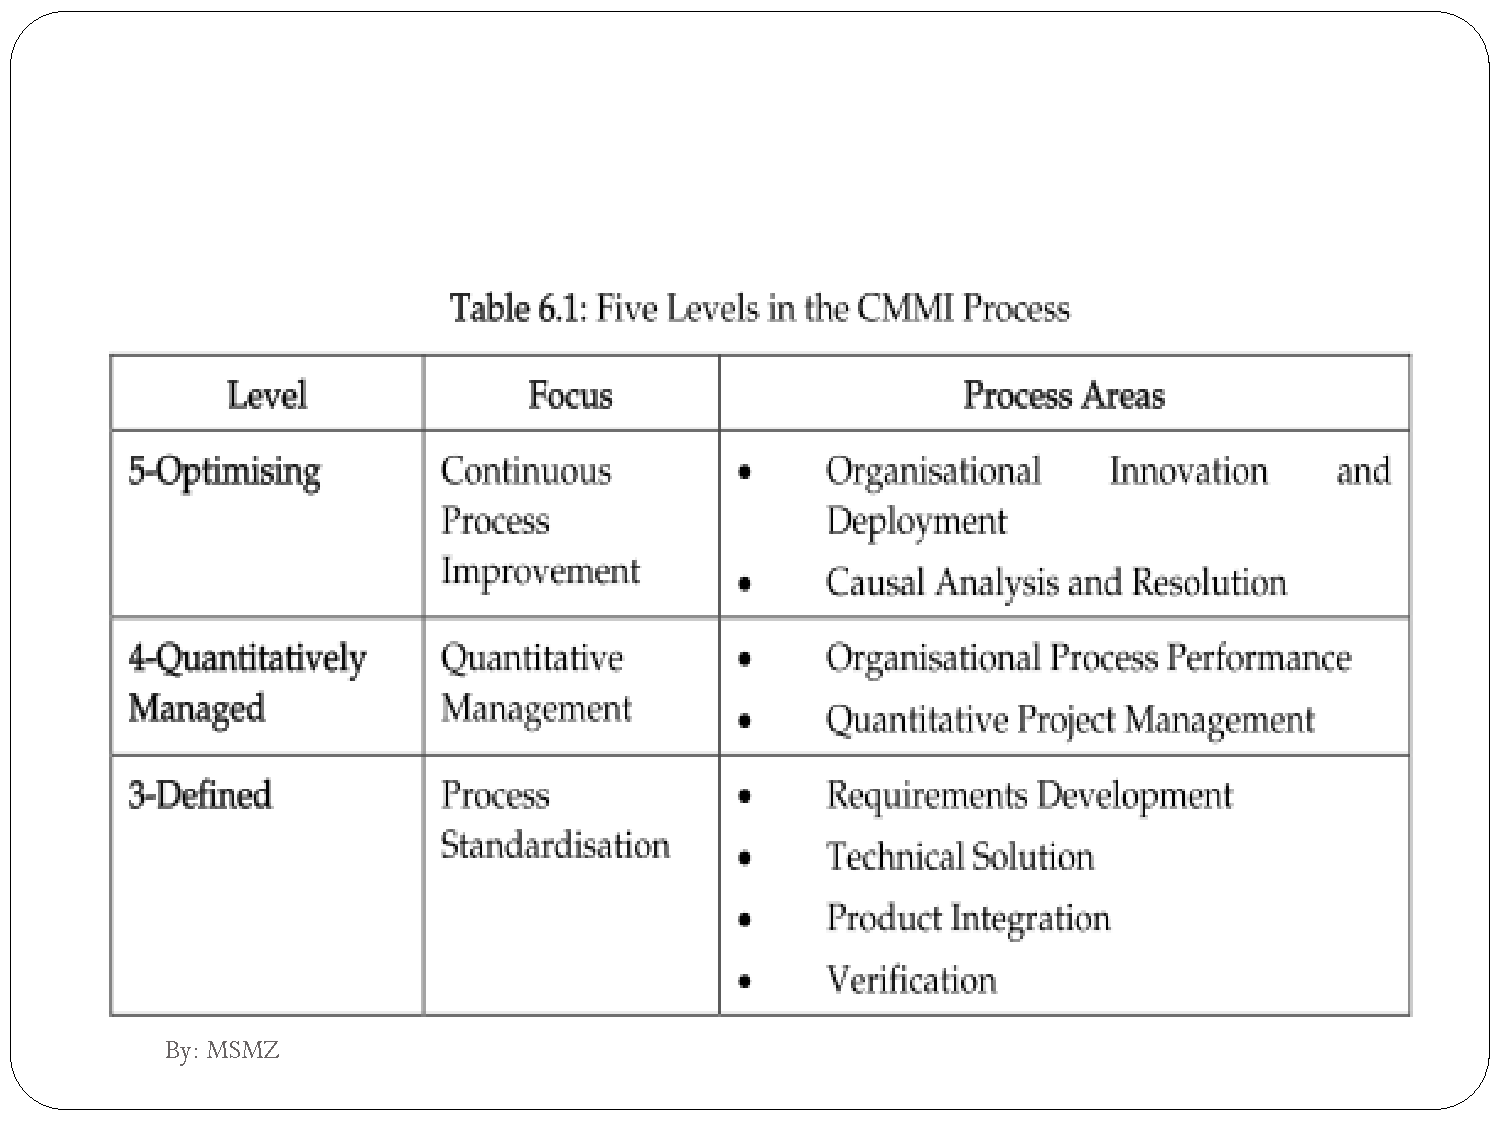 Table 6.1: Five Levels in the CMMI Process
Level Focus Process Areas
5-Optimising
Continuous
Process
Improvement
• Organisational Innovation and
Deployment
• Causal Analysis and Resolution
4-Quantitatively
Managed
Quantitative
Management
• Organisational Process Performance
• Quantitative Project Management
3-Defined
Process
Standardisation
• Requirements Development
• Technical Solution
• Product Integration
• Verification
By: MSMZ